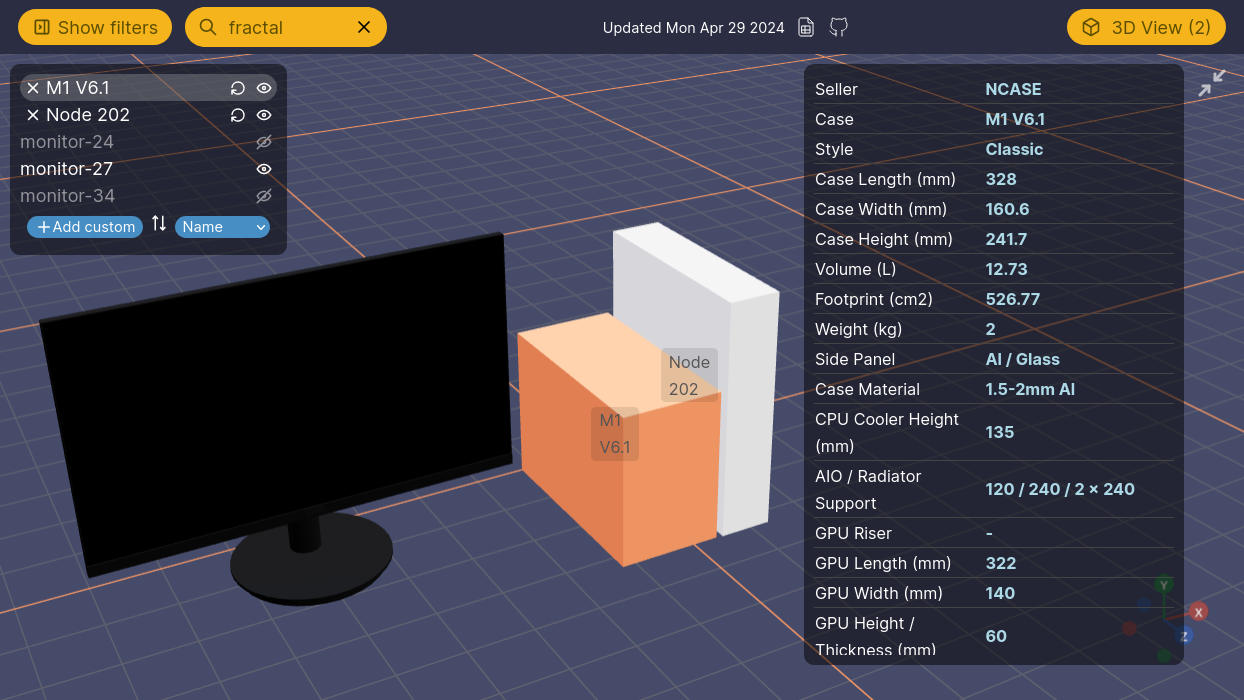 Show filters
fractal
Updated Mon Apr 29 2024
3D View (2)
M1 V6.1
Node 202
monitor-24
monitor-27
monitor-34
Add custom
Name
Node
202
M1
V6.1
Seller NCASE
Case M1 V6.1
Style Classic
Case Length (mm) 328
Case Width (mm) 160.6
Case Height (mm) 241.7
Volume (L) 12.73
Footprint (cm2) 526.77
Weight (kg) 2
Side Panel Al / Glass
Case Material 1.5-2mm Al
CPU Cooler Height
(mm) 135
AIO / Radiator
Support 120 / 240 / 2 × 240
GPU Riser -
GPU Length (mm) 322
GPU Width (mm) 140
GPU Height /
Thickness (mm) 60
Y
X
Z